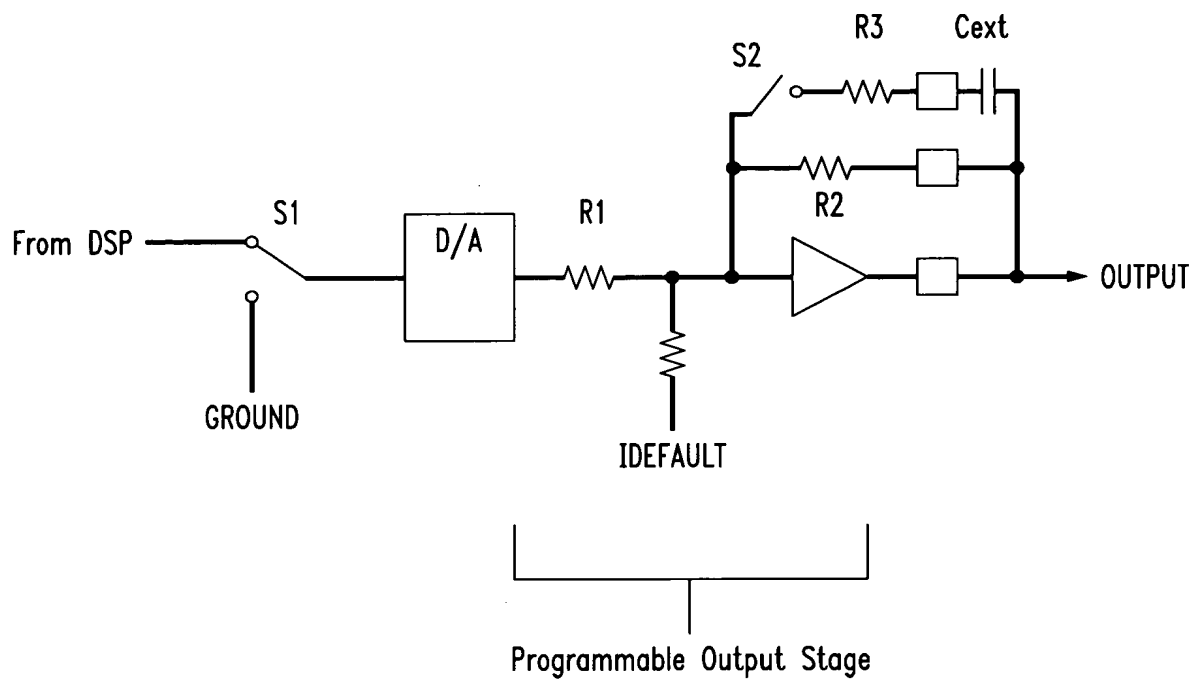 R3
Cext
S2
R2
S1
R1
From DSP
D/A
OUTPUT
GROUND
IDEFAULT
Programmable Output Stage